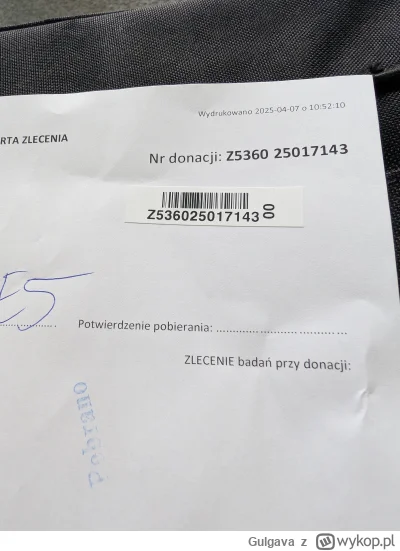 Wydrukowano 2025-04-07 o 10:52:10
RTA ZLECENIA
Nr donacji: Z5360 25017143
Z536025017143 00
Potwierdzenie pobierania: ..............................
ZLECENIE badań przy donacji:
Pobrano
Gulgava z wykop.pl